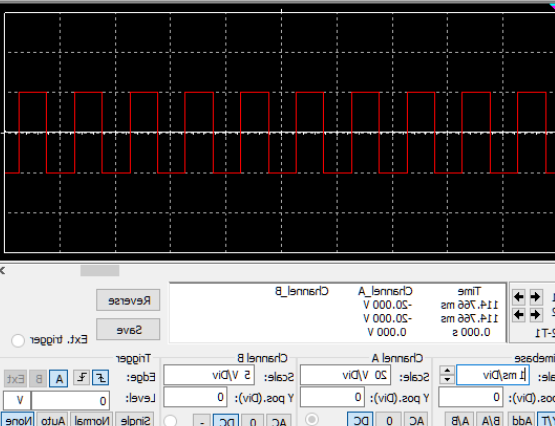 Time Channel_A Channel_B
1 114.766 ms -20.000 V Reverse
2 114.766 ms -20.000 V
2-T1 0.000 s 0.000 V Save
Ext. trigger
imebase Channel A Channel B Trigger
ale: 1 ms/Div Scale: 20 V/Div Scale: 5 V/Div Edge: A B Ext
0 Y pos.(Div): 0 Y pos.(Div): 0 Level: 0 V
Add B/A A/B AC 0 DC AC 0 DC - Single Normal Auto None